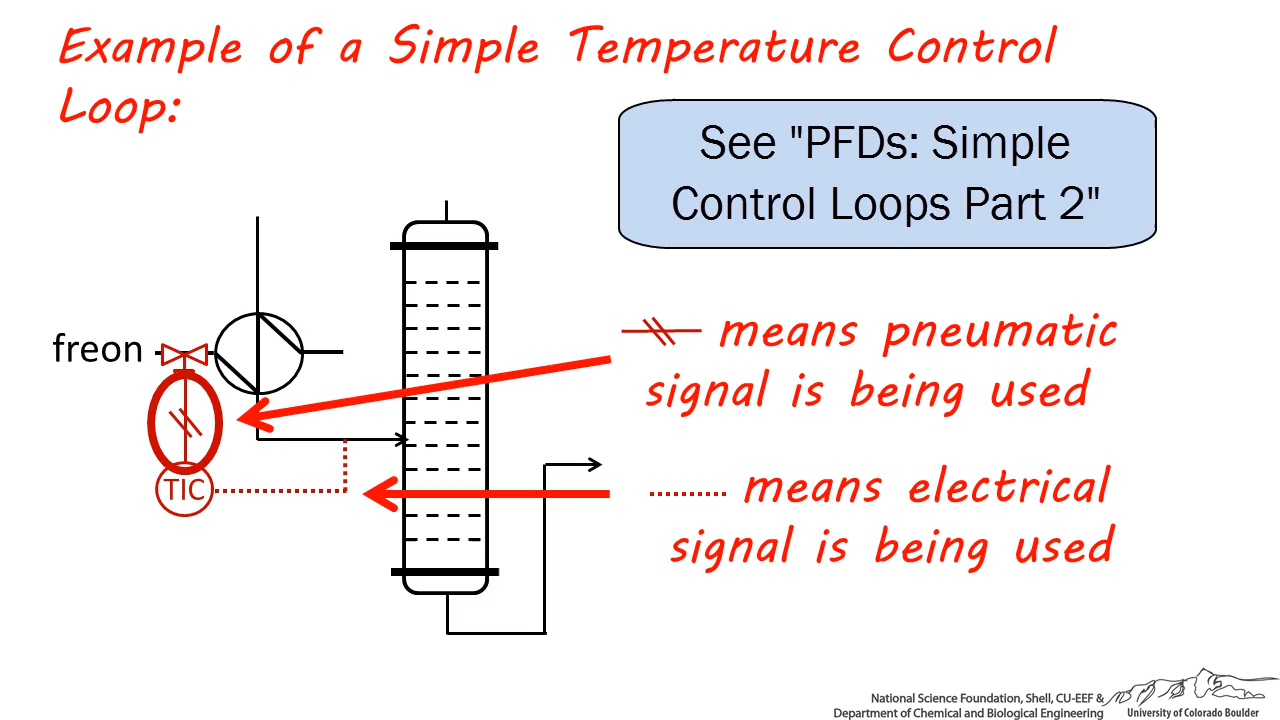 Example of a Simple Temperature Control
Loop:
See "PFDs: Simple
Control Loops Part 2"
freon
TIC
means pneumatic
signal is being used
means electrical
signal is being used
National Science Foundation, Shell, CU-EEF &
Department of Chemical and Biological Engineering
University of Colorado Boulder